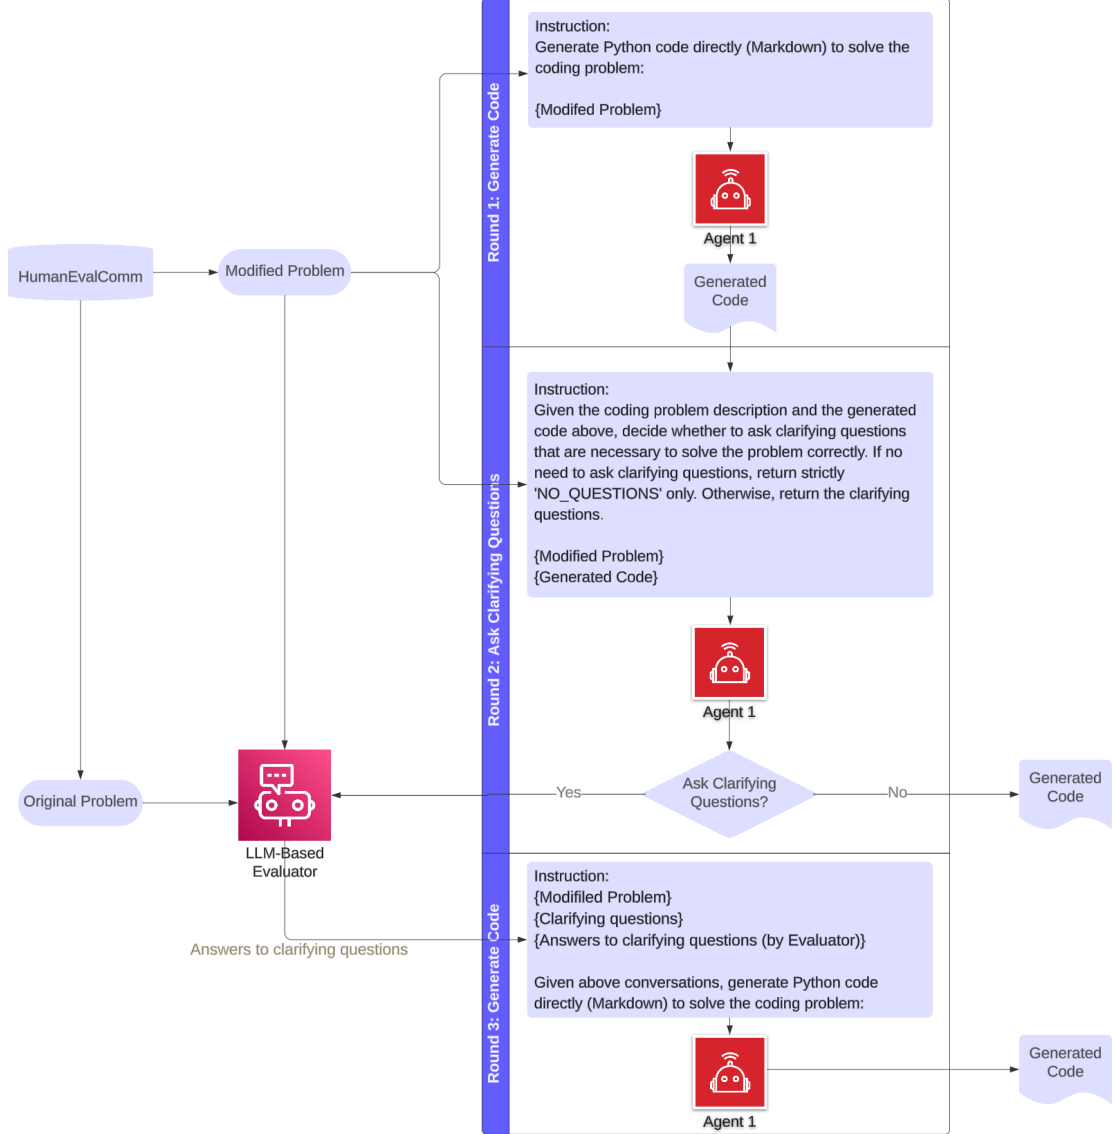 Round 1: Generate Code
Instruction:
Generate Python code directly (Markdown) to solve the
coding problem:
{Modifed Problem}
Agent 1
Generated
Code
HumanEvalComm
Modified Problem
Round 2: Ask Clarifying Questions
Instruction:
Given the coding problem description and the generated
code above, decide whether to ask clarifying questions
that are necessary to solve the problem correctly. If no
need to ask clarifying questions, return strictly
'NO_QUESTIONS' only. Otherwise, return the clarifying
questions.
{Modified Problem}
{Generated Code}
Agent 1
Ask Clarifying
Questions?
Yes
No
Generated
Code
Original Problem
LLM-Based
Evaluator
Answers to clarifying questions
Round 3: Generate Code
Instruction:
{Modifiled Problem}
{Clarifying questions}
{Answers to clarifying questions (by Evaluator)}
Given above conversations, generate Python code
directly (Markdown) to solve the coding problem:
Agent 1
Generated
Code